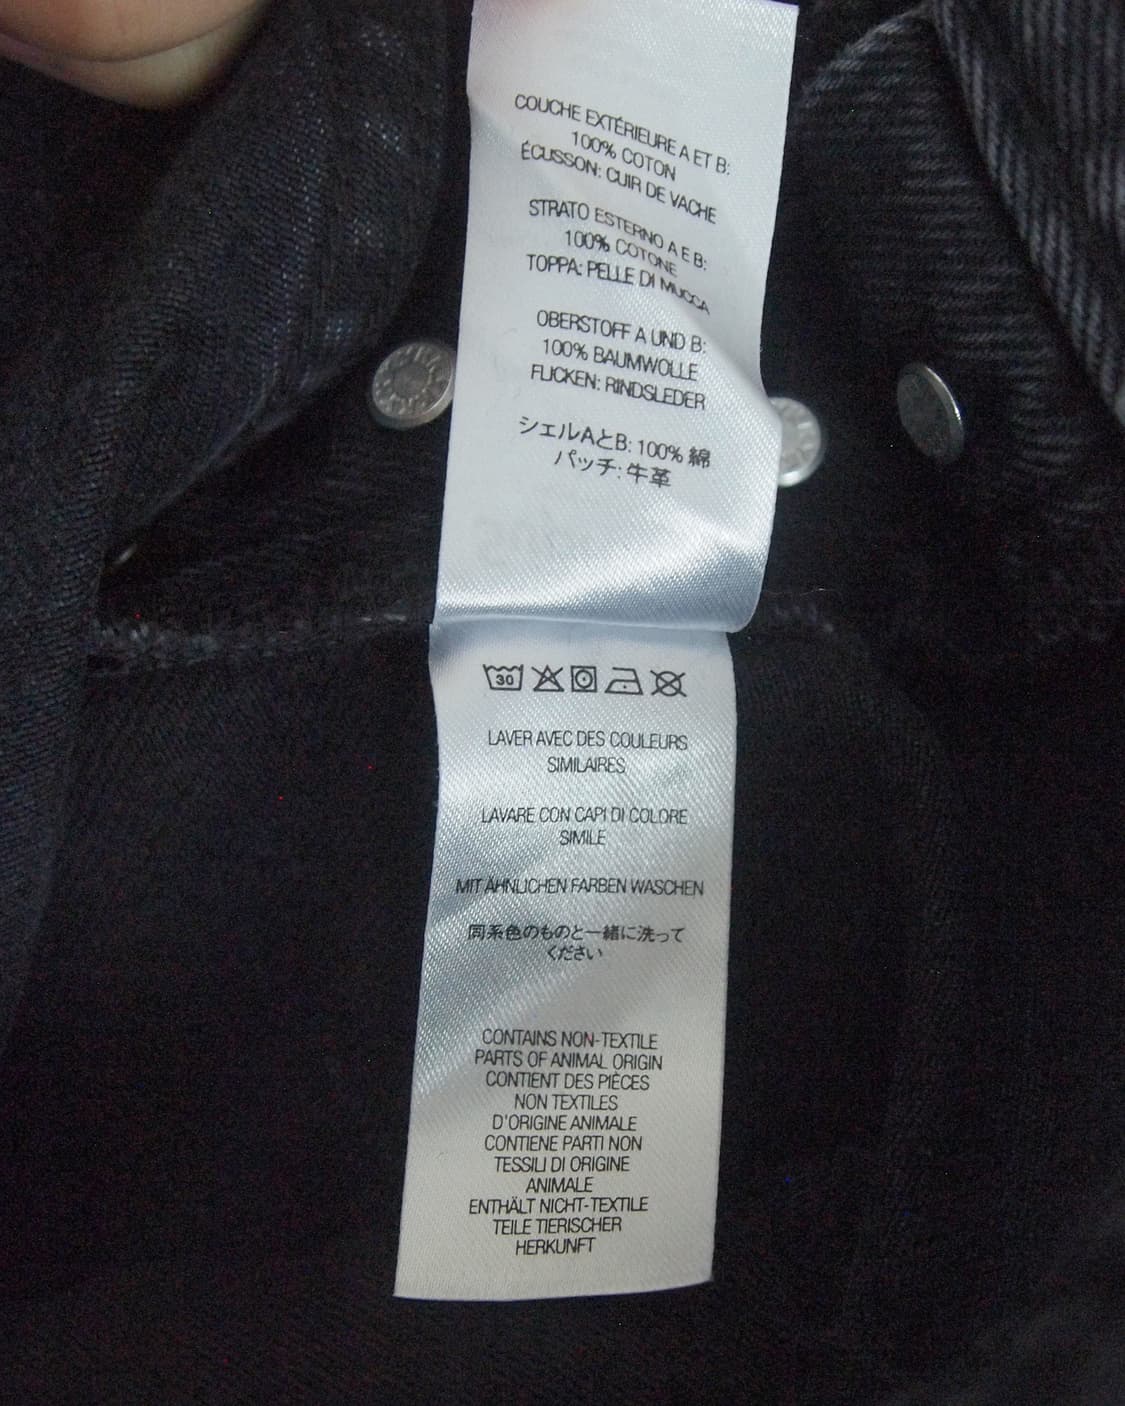 COUCHE EXTÉRIEURE A ET B:
100% COTON
ÉCUSSON: CUIR DE VACHE
STRATO ESTERNO A E B:
100% COTONE
TOPPA: PELLE DI MUCCA
OBERSTOFF A UND B:
100% BAUMWOLLE
FLICKEN: RINDSLEDER
シェルAとB: 100% 綿
パッチ: 牛革
30
LAVER AVEC DES COULEURS
SIMILAIRES
LAVARE CON CAPI DI COLORE
SIMILE
MIT ÄHNLICHEN FARBEN WASCHEN
同系色のものと一緒に洗って
ください
CONTAINS NON-TEXTILE
PARTS OF ANIMAL ORIGIN
CONTIENT DES PIÈCES
NON TEXTILES
D'ORIGINE ANIMALE
CONTIENE PARTI NON
TESSILI DI ORIGINE
ANIMALE
ENTHÄLT NICHT-TEXTILE
TEILE TIERISCHER
HERKUNFT